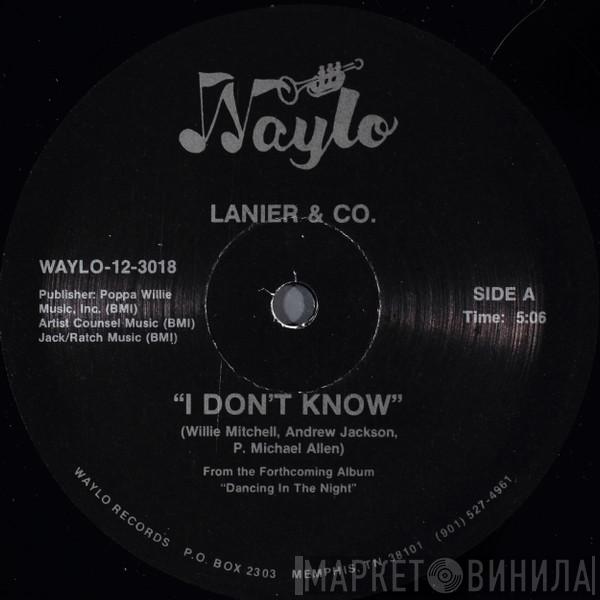 Waylo
LANIER & CO.
WAYLO-12-3018
Publisher: Poppa Willie
Music, Inc. (BMI)
Artist Counsel Music (BMI)
Jack/Ratch Music (BMI)
SIDE A
Time: 5:06
“I DON'T KNOW”
(Willie Mitchell, Andrew Jackson,
P. Michael Allen)
From the Forthcoming Album
“Dancing In The Night”
WAYLO RECORDS P.O. BOX 2303 MEMPHIS, TN 38101 (901) 527-4961
МАРКЕТ ВИНИЛА